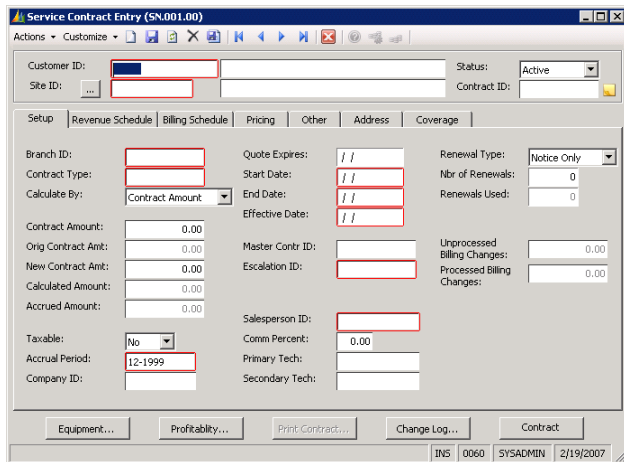 Service Contract Entry (SN.001.00)
Actions Customize
Customer ID: Status: Active
Site ID: ... Contract ID:
Setup Revenue Schedule Billing Schedule Pricing Other Address Coverage
Branch ID: Quote Expires: / / Renewal Type: Notice Only
Contract Type: Start Date: / / Nbr of Renewals: 0
Calculate By: Contract Amount End Date: / / Renewals Used: 0
Effective Date: / /
Contract Amount: 0.00
Orig Contract Amt: 0.00 Master Contr ID: Unprocessed Billing Changes: 0.00
New Contract Amt: 0.00 Escalation ID: Processed Billing Changes: 0.00
Calculated Amount: 0.00
Accrued Amount: 0.00
Salesperson ID:
Taxable: No Comm Percent: 0.00
Accrual Period: 12-1999 Primary Tech:
Company ID: Secondary Tech:
Equipment... Profitablity... Print Contract... Change Log... Contract
INS 0060 SYSADMIN 2/19/2007